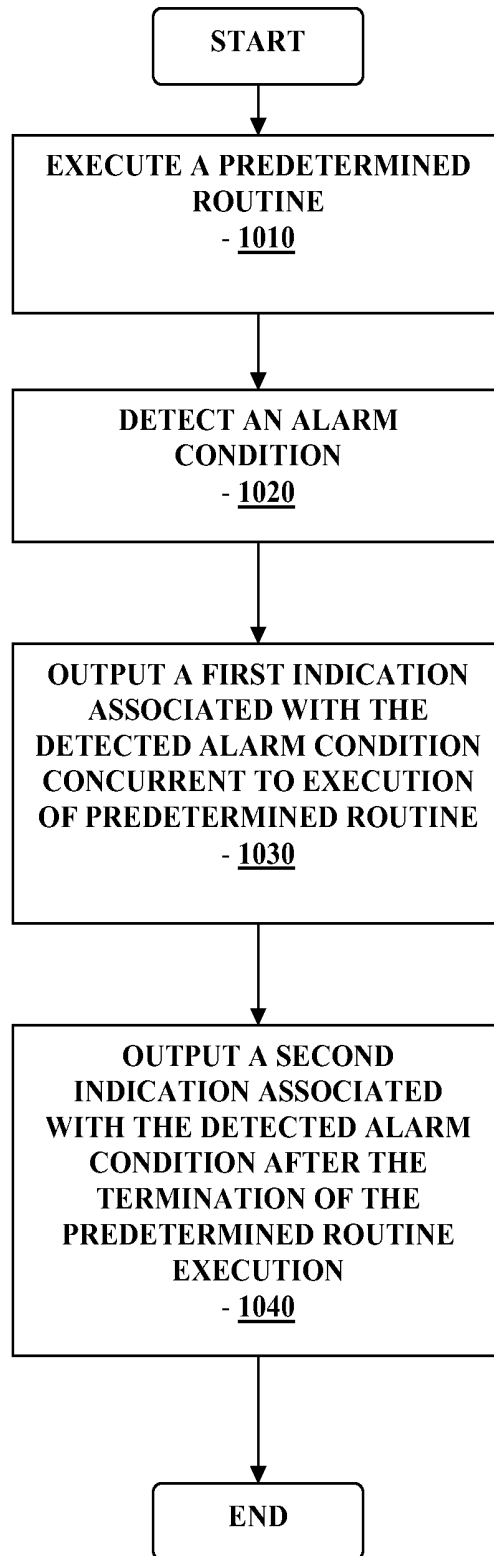 START
EXECUTE A PREDETERMINED
ROUTINE
- 1010
DETECT AN ALARM
CONDITION
- 1020
OUTPUT A FIRST INDICATION
ASSOCIATED WITH THE
DETECTED ALARM CONDITION
CONCURRENT TO EXECUTION
OF PREDETERMINED ROUTINE
- 1030
OUTPUT A SECOND
INDICATION ASSOCIATED
WITH THE DETECTED ALARM
CONDITION AFTER THE
TERMINATION OF THE
PREDETERMINED ROUTINE
EXECUTION
- 1040
END